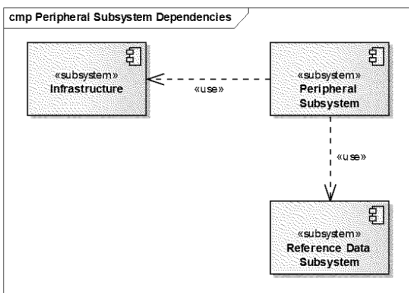 cmp Peripheral Subsystem Dependencies
«subsystem»
Infrastructure
«use»
«subsystem»
Peripheral
Subsystem
«use»
«subsystem»
Reference Data
Subsystem